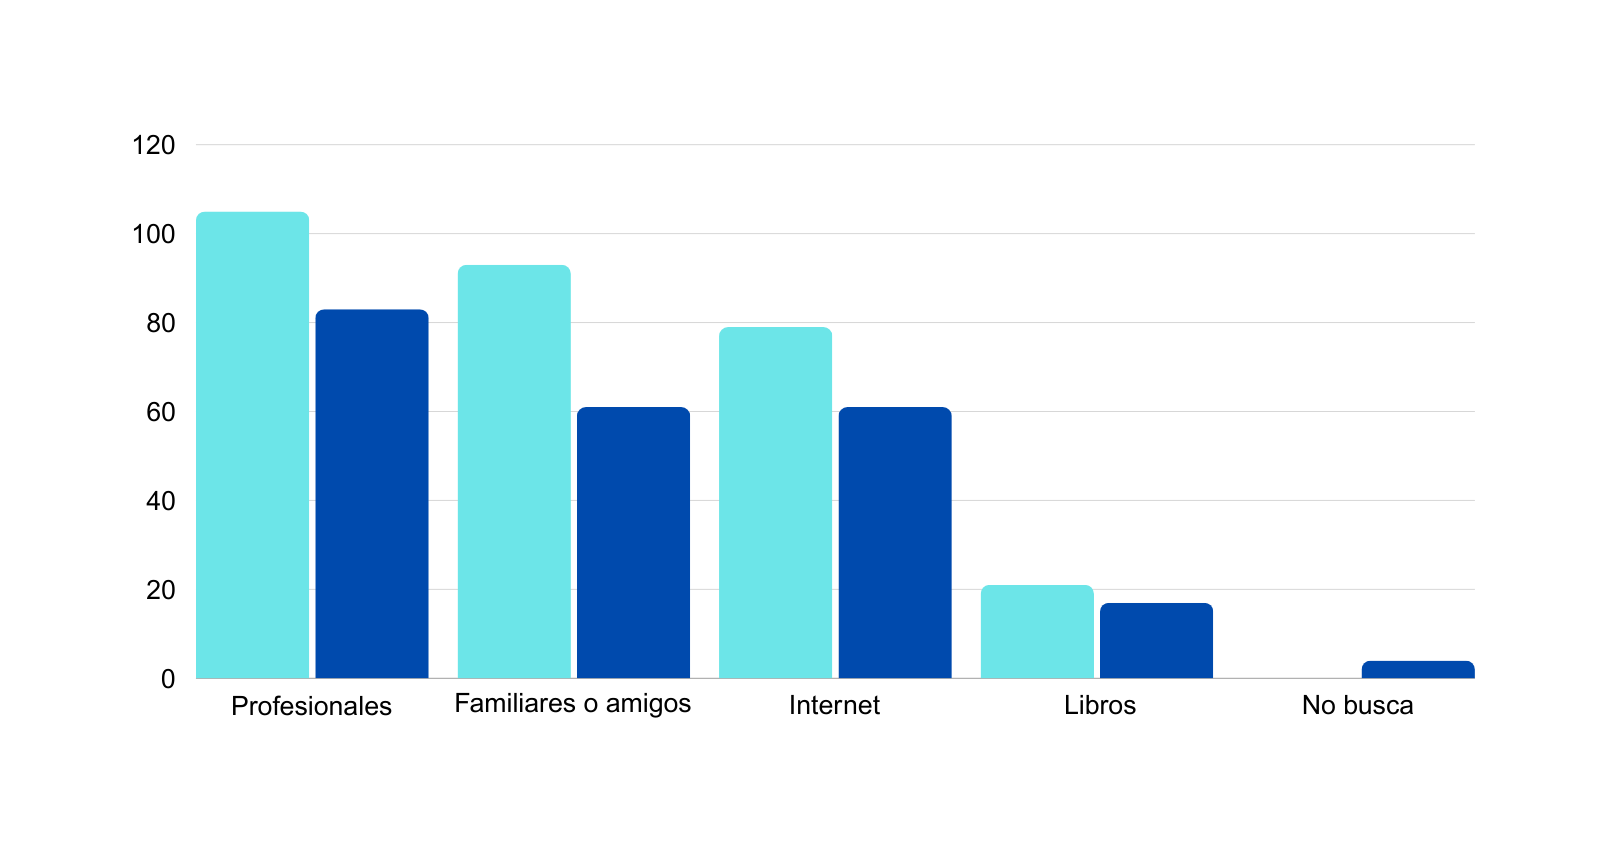 120
100
80
60
40
20
0
Profesionales
Familiares o amigos
Internet
Libros
No busca